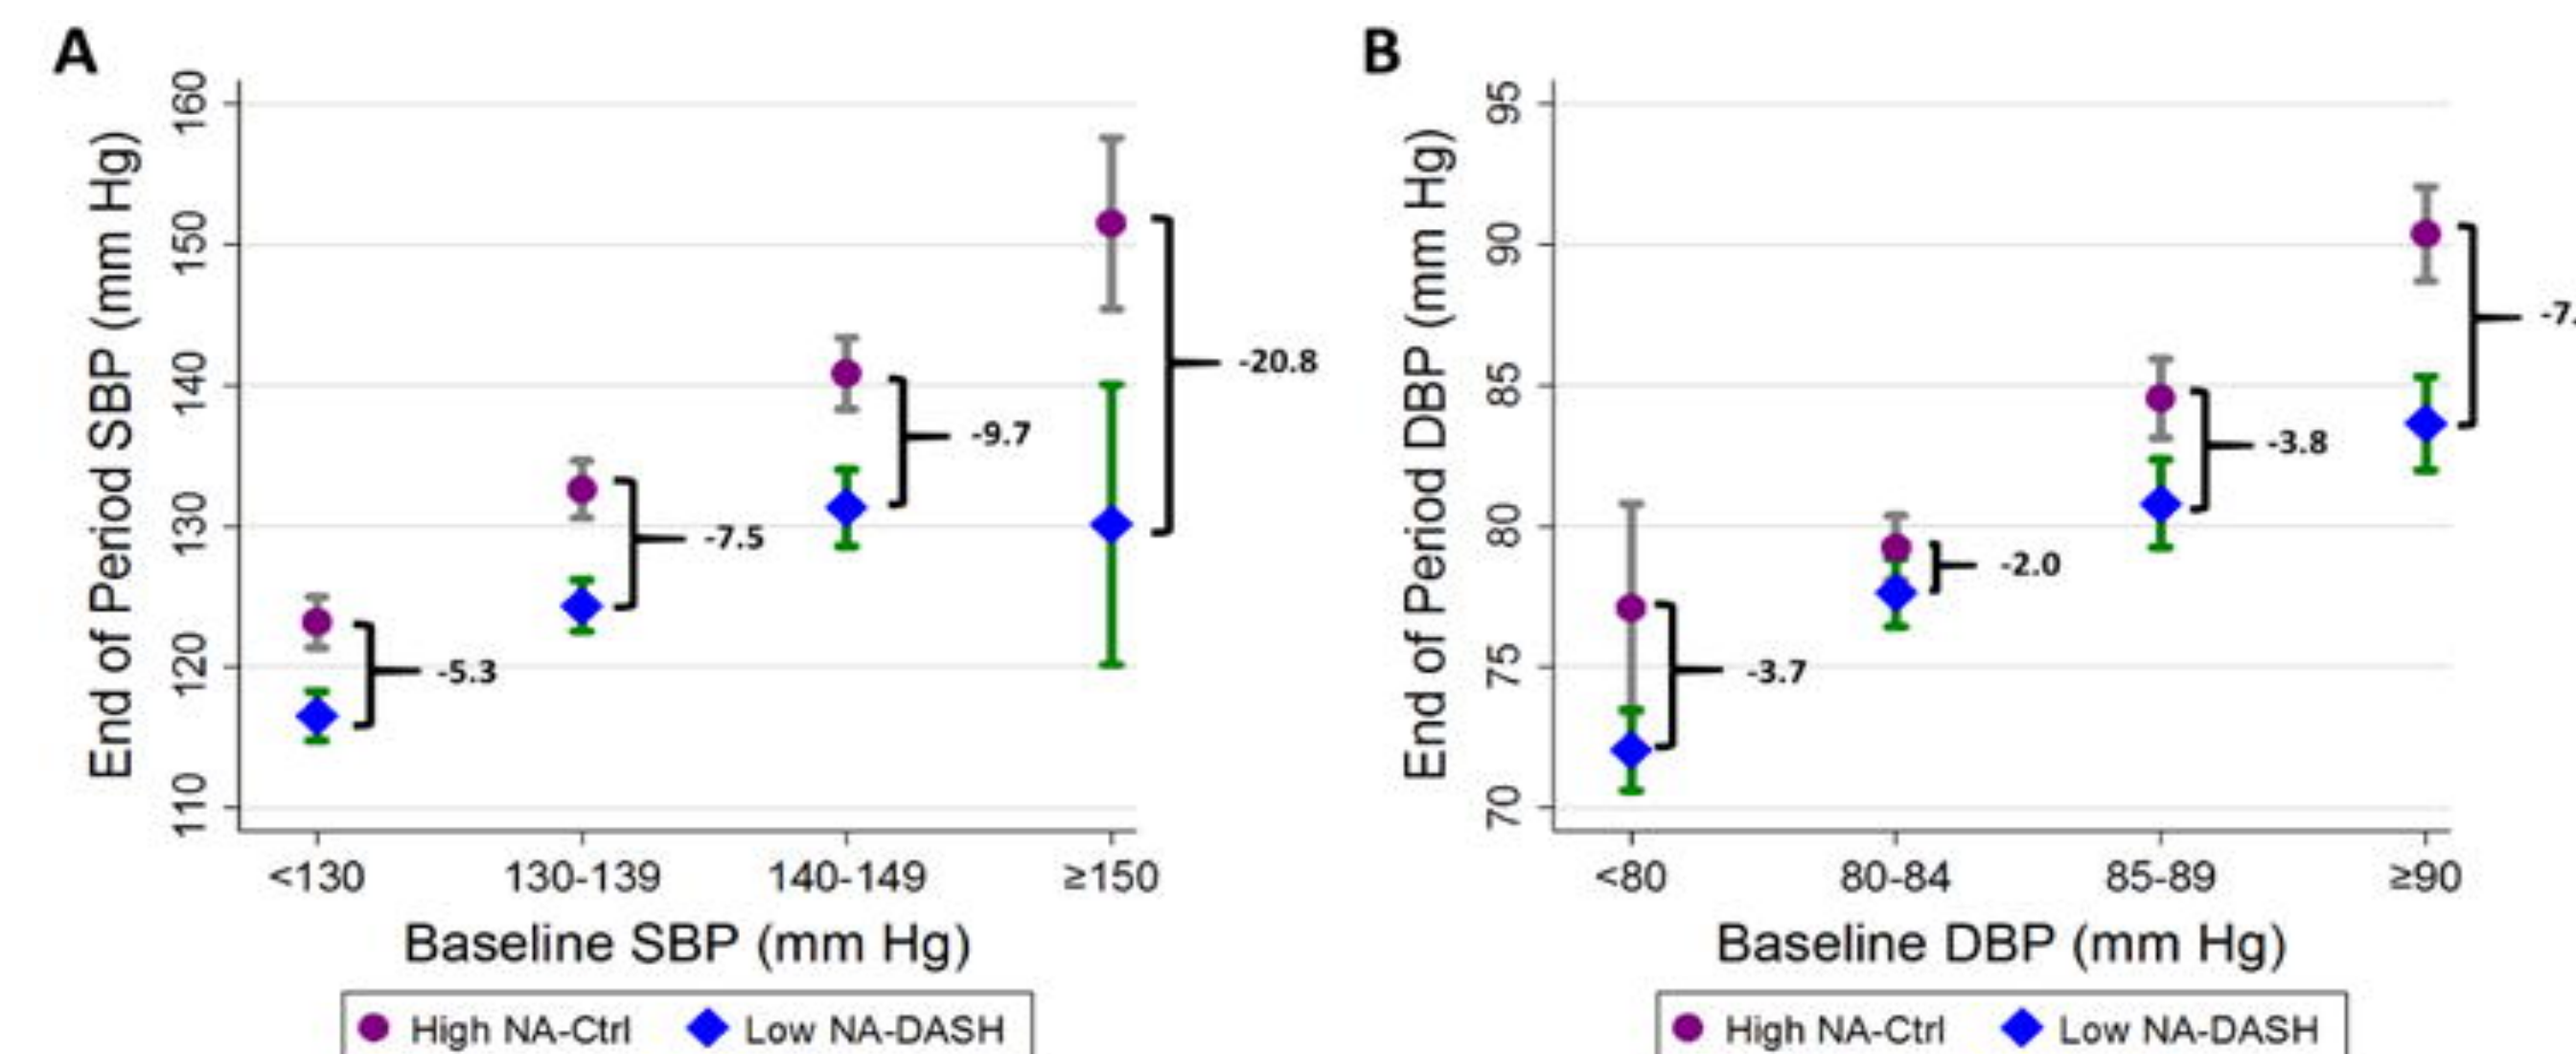 A
End of Period SBP (mm Hg)
160
150
140
130
120
110
-5.3
-7.5
-9.7
-20.8
<130 130-139 140-149 ≥150
Baseline SBP (mm Hg)
High NA-Ctrl Low NA-DASH
B
End of Period DBP (mm Hg)
95
90
85
80
75
70
-3.7
-2.0
-3.8
-7.
<80 80-84 85-89 ≥90
Baseline DBP (mm Hg)
High NA-Ctrl Low NA-DASH